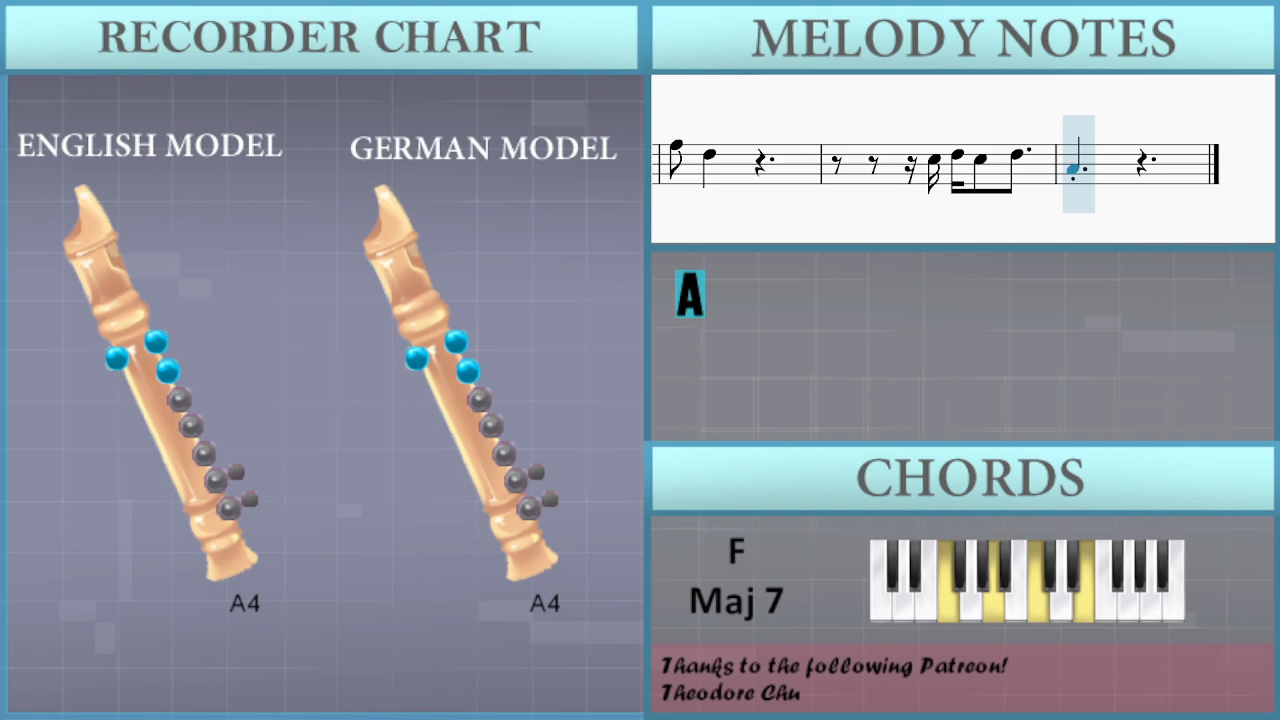 RECORDER CHART
ENGLISH MODEL
GERMAN MODEL
A4
A4
MELODY NOTES
A
CHORDS
F
Maj 7
Thanks to the following Patreon!
Theodore Chu